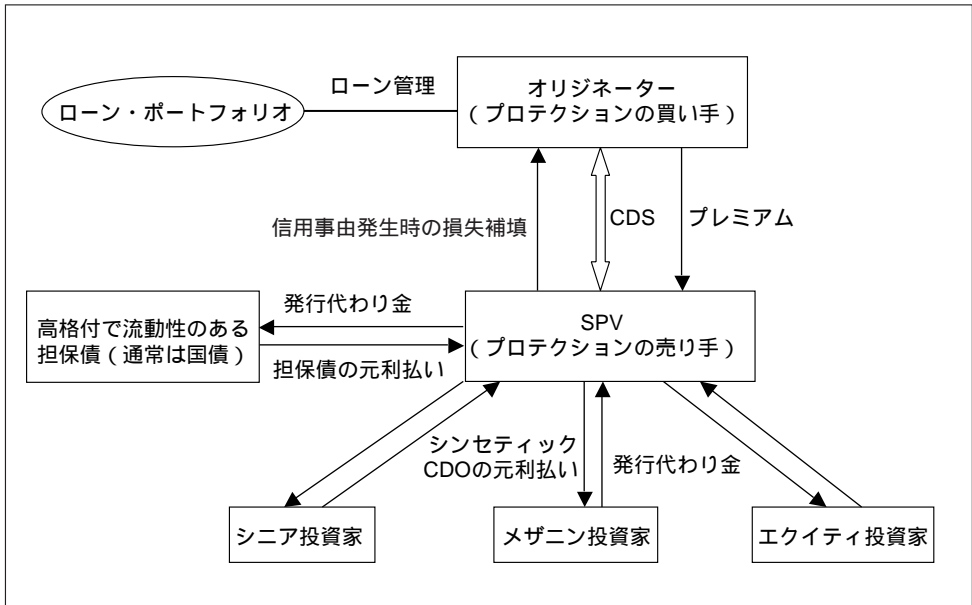 ローン管理
オリジネーター
(プロテクションの買い手)
ローン・ポートフォリオ
信用事由発生時の損失補填
CDS
プレミアム
発行代わり金
高格付で流動性のある
担保債(通常は国債)
SPV
(プロテクションの売り手)
担保債の元利払い
シンセティック
CDOの元利払い
発行代わり金
シニア投資家
メザニン投資家
エクイティ投資家